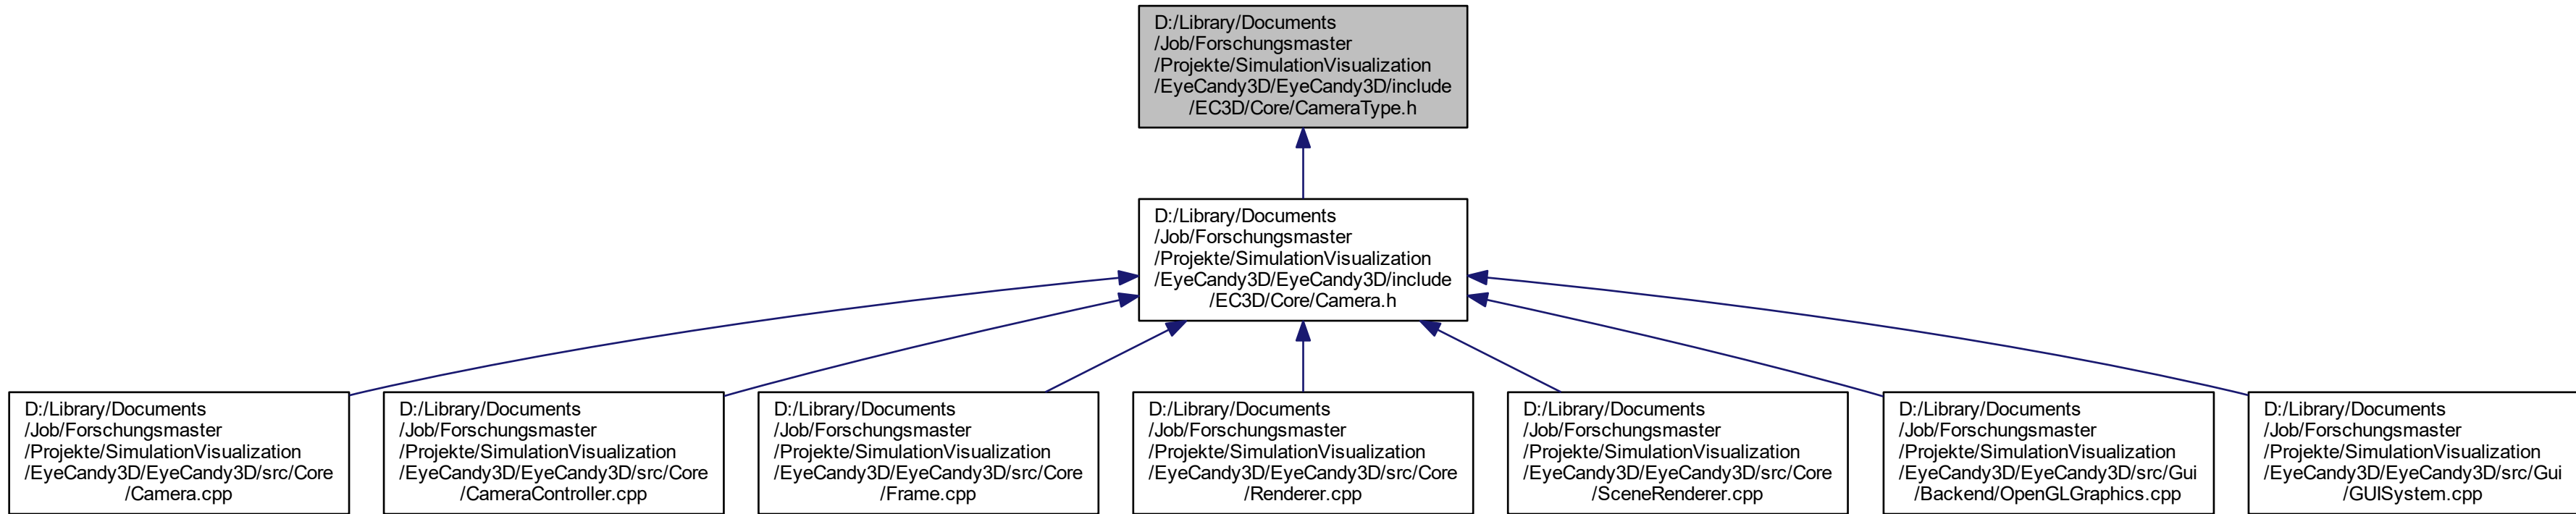 D:/Library/Documents
/Job/Forschungsmaster
/Projekte/SimulationVisualization
/EyeCandy3D/EyeCandy3D/include
/EC3D/Core/CameraType.h
D:/Library/Documents
/Job/Forschungsmaster
/Projekte/SimulationVisualization
/EyeCandy3D/EyeCandy3D/include
/EC3D/Core/Camera.h
D:/Library/Documents
/Job/Forschungsmaster
/Projekte/SimulationVisualization
/EyeCandy3D/EyeCandy3D/src/Core
/Camera.cpp
D:/Library/Documents
/Job/Forschungsmaster
/Projekte/SimulationVisualization
/EyeCandy3D/EyeCandy3D/src/Core
/CameraController.cpp
D:/Library/Documents
/Job/Forschungsmaster
/Projekte/SimulationVisualization
/EyeCandy3D/EyeCandy3D/src/Core
/Frame.cpp
D:/Library/Documents
/Job/Forschungsmaster
/Projekte/SimulationVisualization
/EyeCandy3D/EyeCandy3D/src/Core
/Renderer.cpp
D:/Library/Documents
/Job/Forschungsmaster
/Projekte/SimulationVisualization
/EyeCandy3D/EyeCandy3D/src/Core
/SceneRenderer.cpp
D:/Library/Documents
/Job/Forschungsmaster
/Projekte/SimulationVisualization
/EyeCandy3D/EyeCandy3D/src/Gui
/Backend/OpenGLGraphics.cpp
D:/Library/Documents
/Job/Forschungsmaster
/Projekte/SimulationVisualization
/EyeCandy3D/EyeCandy3D/src/Gui
/GUISystem.cpp